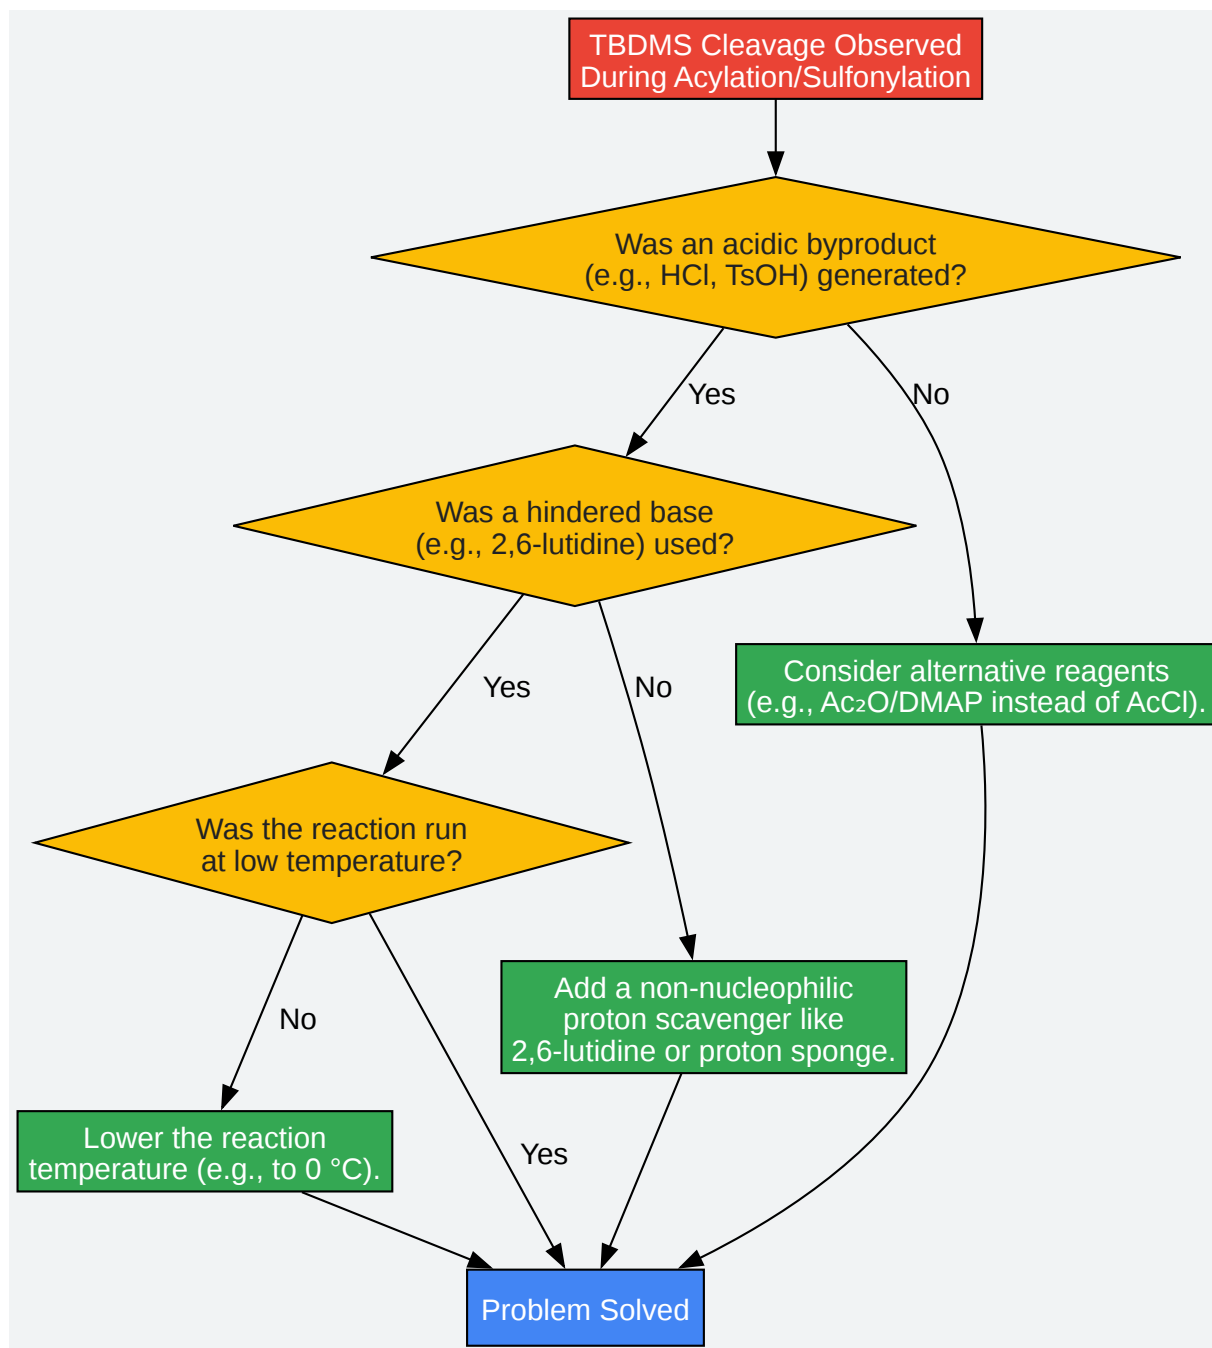 TBDMS Cleavage Observed
During Acylation/Sulfonylation
Was an acidic byproduct
(e.g., HCl, TsOH) generated?
Yes
No
Was a hindered base
(e.g., 2,6-lutidine) used?
Yes
No
Consider alternative reagents
(e.g., Ac₂O/DMAP instead of AcCl).
Was the reaction run
at low temperature?
No
Yes
Add a non-nucleophilic
proton scavenger like
2,6-lutidine or proton sponge.
Lower the reaction
temperature (e.g., to 0 °C).
Problem Solved